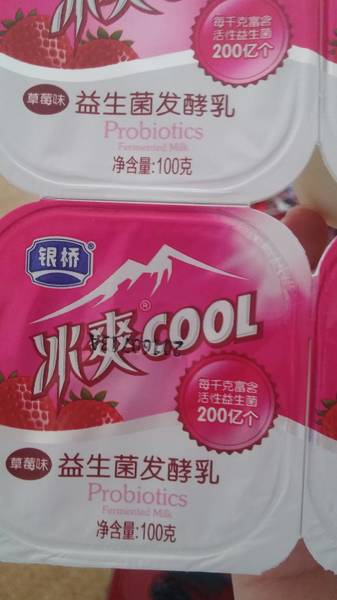 冰爽®COOL
每千克富含
活性益生菌
200亿个
草莓味 益生菌发酵乳
Probiotics
Fermented Milk
净含量:100克
银桥®
冰爽®COOL
每千克富含
活性益生菌
200亿个
草莓味 益生菌发酵乳
Probiotics
Fermented Milk
净含量:100克